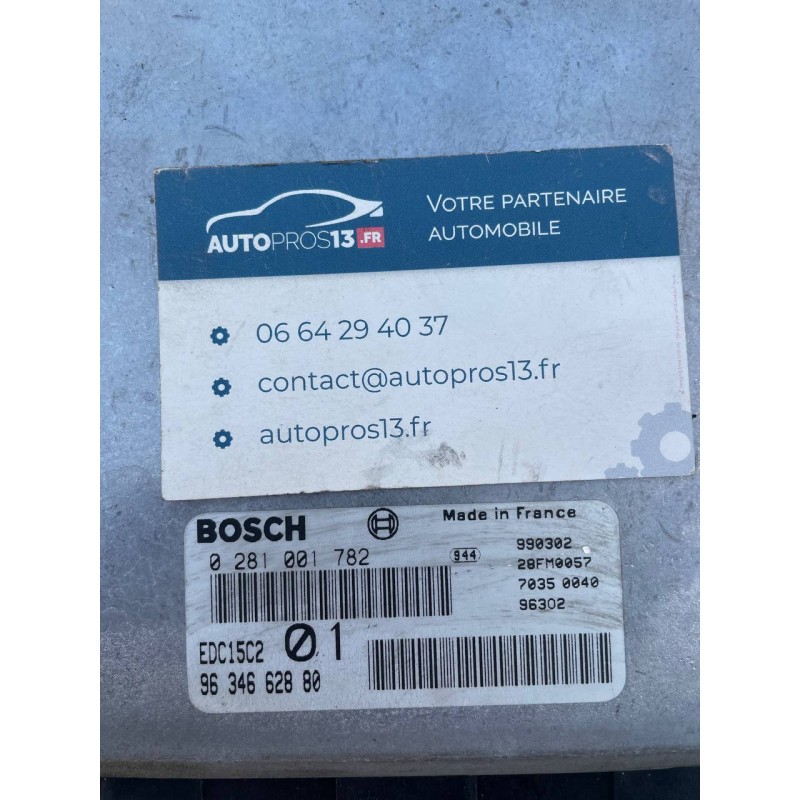 AUTOPROS13.FR
VOTRE PARTENAIRE
AUTOMOBILE
06 64 29 40 37
contact@autopros13.fr
autopros13.fr
BOSCH
Made in France
0 281 001 782
944
990302
28FM0057
7035 0040
96302
EDC15C2
01
96 346 628 80